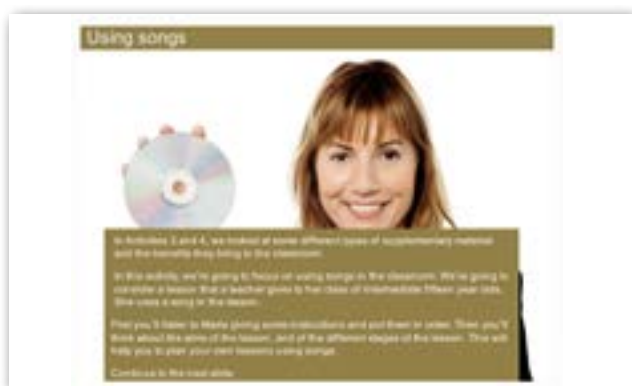 Using songs
In Activities 3 and 4, we looked at some different types of supplementary material
and the benefits they bring to the classroom.
In this activity, we're going to focus on using songs in the classroom. We're going to
consider a lesson that a teacher gives to her class of intermediate fifteen year olds.
She uses a song in the lesson.
First you'll listen to Maria giving some instructions and put them in order. Then you'll
think about the aims of the lesson, and of the different stages of the lesson. This will
help you to plan your own lessons using songs.
Continue to the next slide.